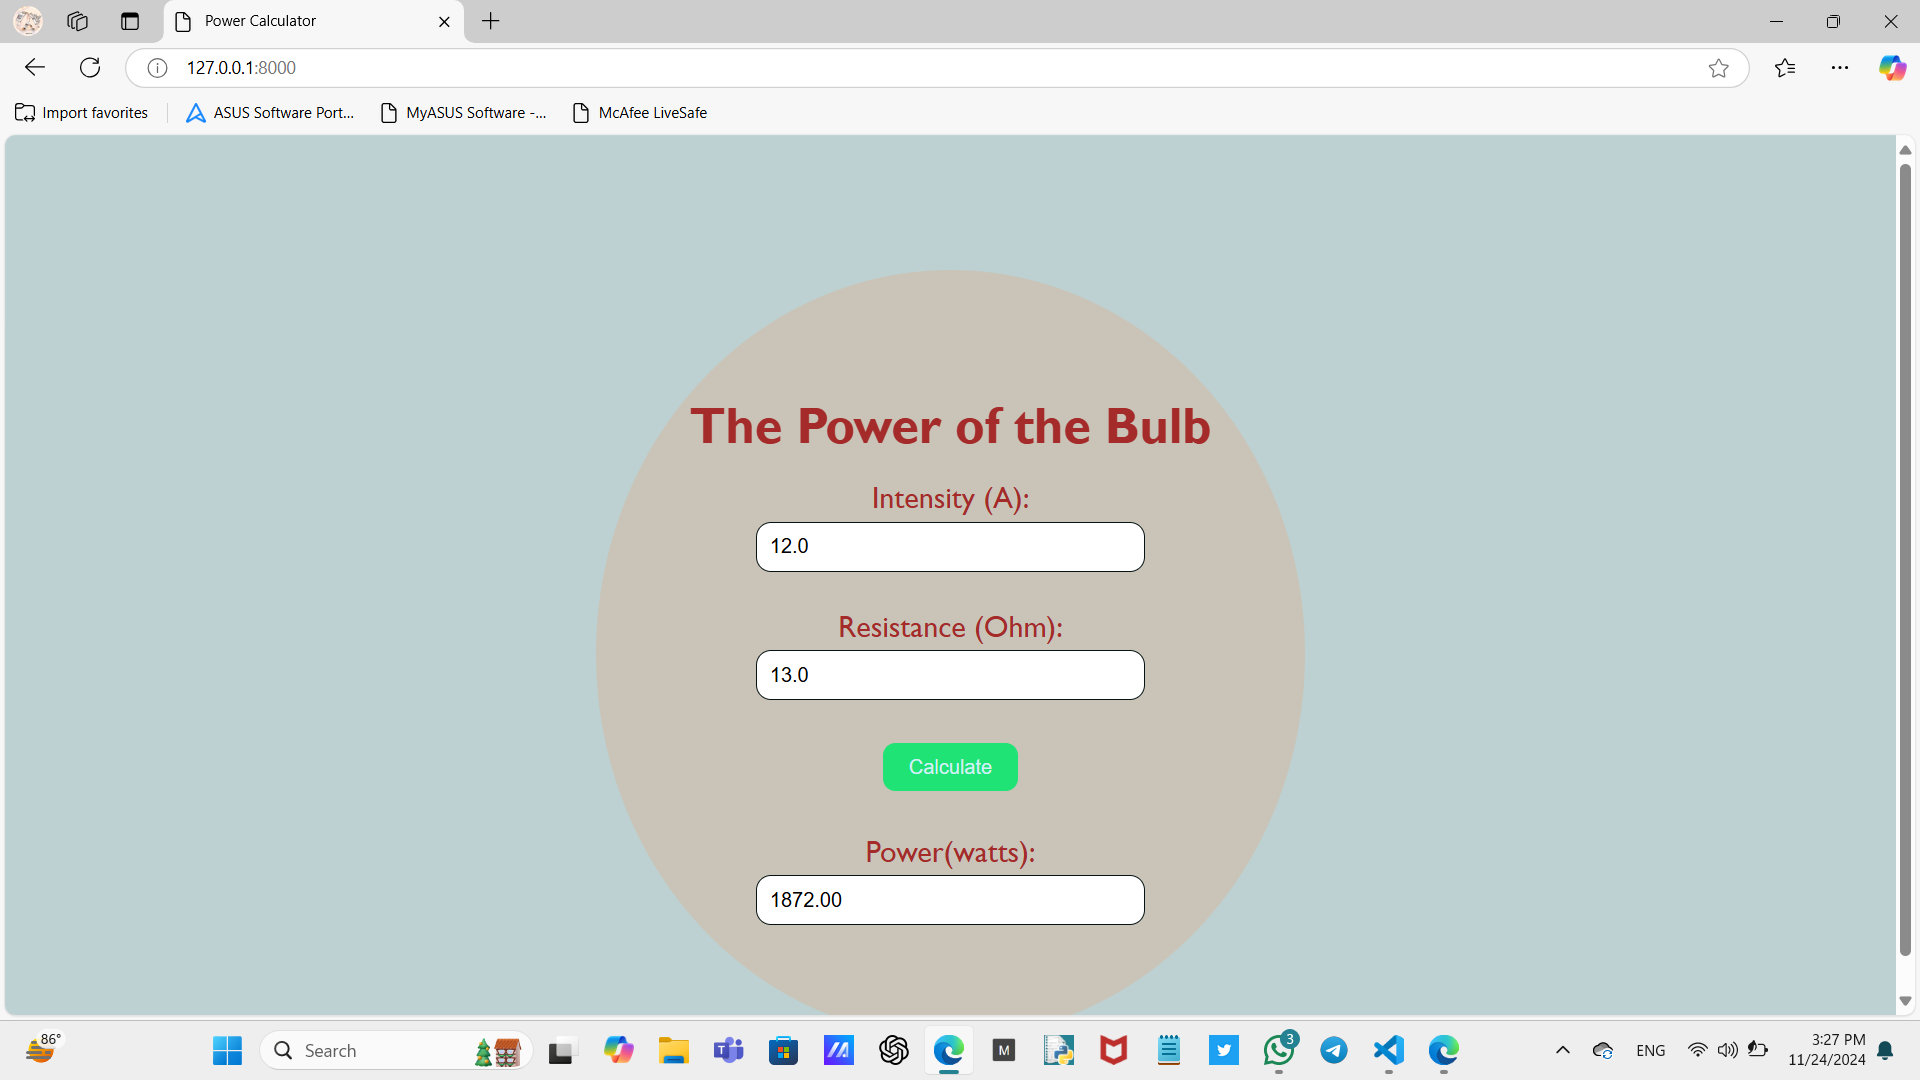 Power Calculator
127.0.0.1:8000
Import favorites
ASUS Software Port...
MyASUS Software -...
McAfee LiveSafe
The Power of the Bulb
Intensity (A):
12.0
Resistance (Ohm):
13.0
Calculate
Power(watts):
1872.00
86°
Search
M
3
ENG
3:27 PM
11/24/2024